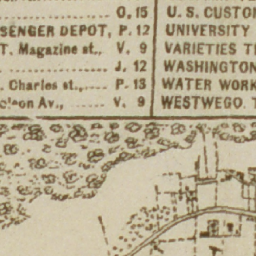 O. 15
SENGER DEPOT, P. 12
T. Magazine st., V. 9
J. 12
. Charles st., P. 13
oleon Av., V. 9
U. S. CUSTO
UNIVERSITY
VARIETIES T
WASHINGTON
WATER WORK
WESTWEGO. T